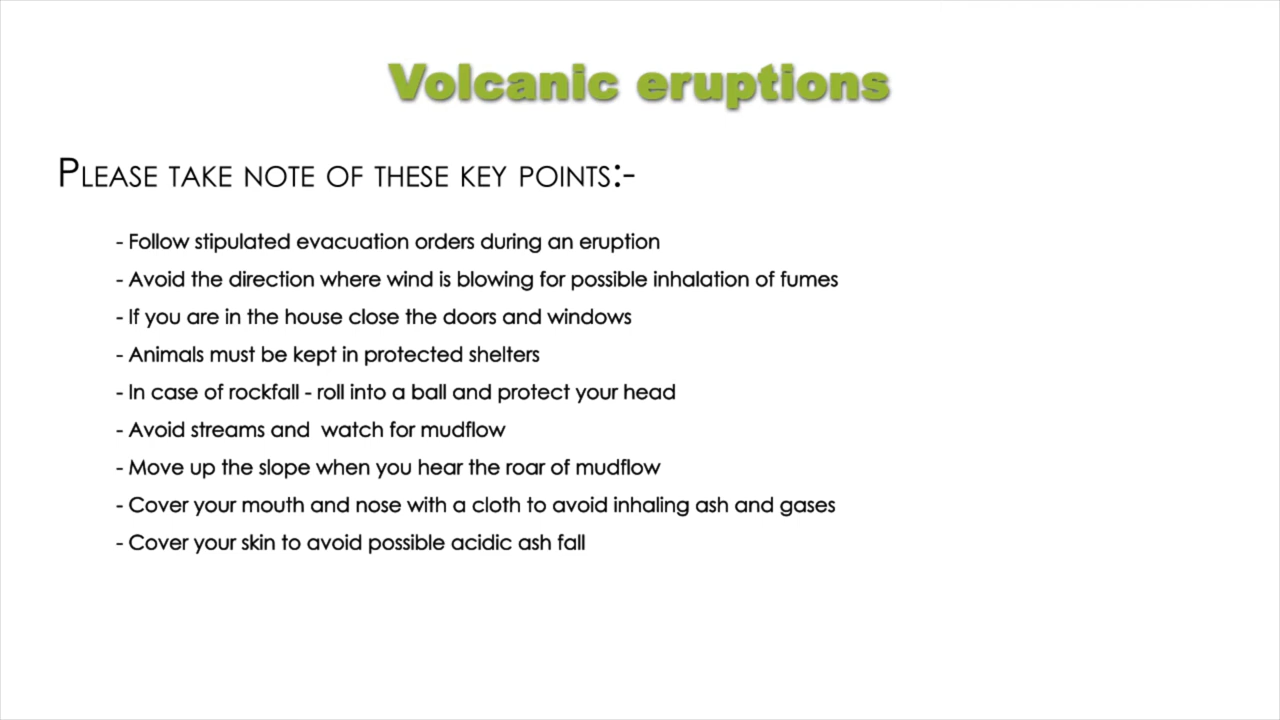 Volcanic eruptions
Please take note of these key points:-
- Follow stipulated evacuation orders during an eruption
- Avoid the direction where wind is blowing for possible inhalation of fumes
- If you are in the house close the doors and windows
- Animals must be kept in protected shelters
- In case of rockfall - roll into a ball and protect your head
- Avoid streams and  watch for mudflow
- Move up the slope when you hear the roar of mudflow
- Cover your mouth and nose with a cloth to avoid inhaling ash and gases
- Cover your skin to avoid possible acidic ash fall